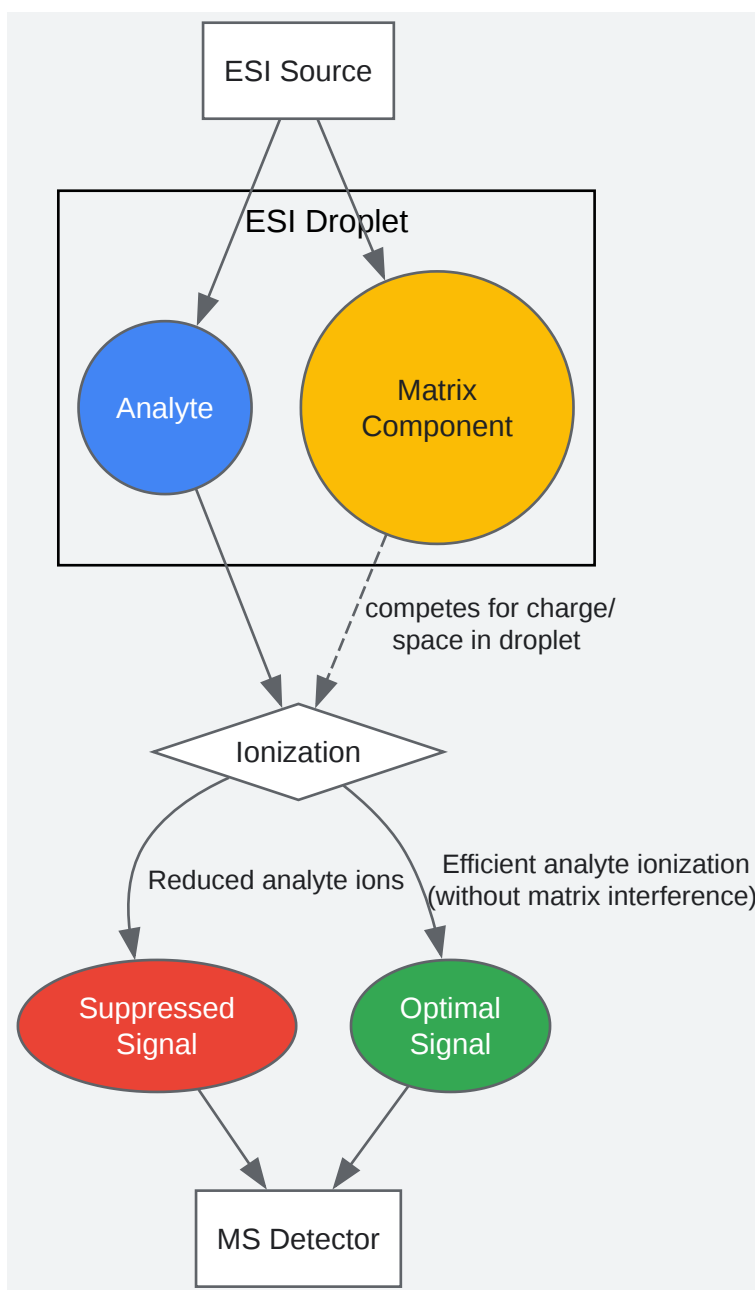 ESI Source
ESI Droplet
Analyte
Matrix
Component
competes for charge/
space in droplet
Ionization
Reduced analyte ions
Efficient analyte ionization
(without matrix interference)
Suppressed
Signal
Optimal
Signal
MS Detector